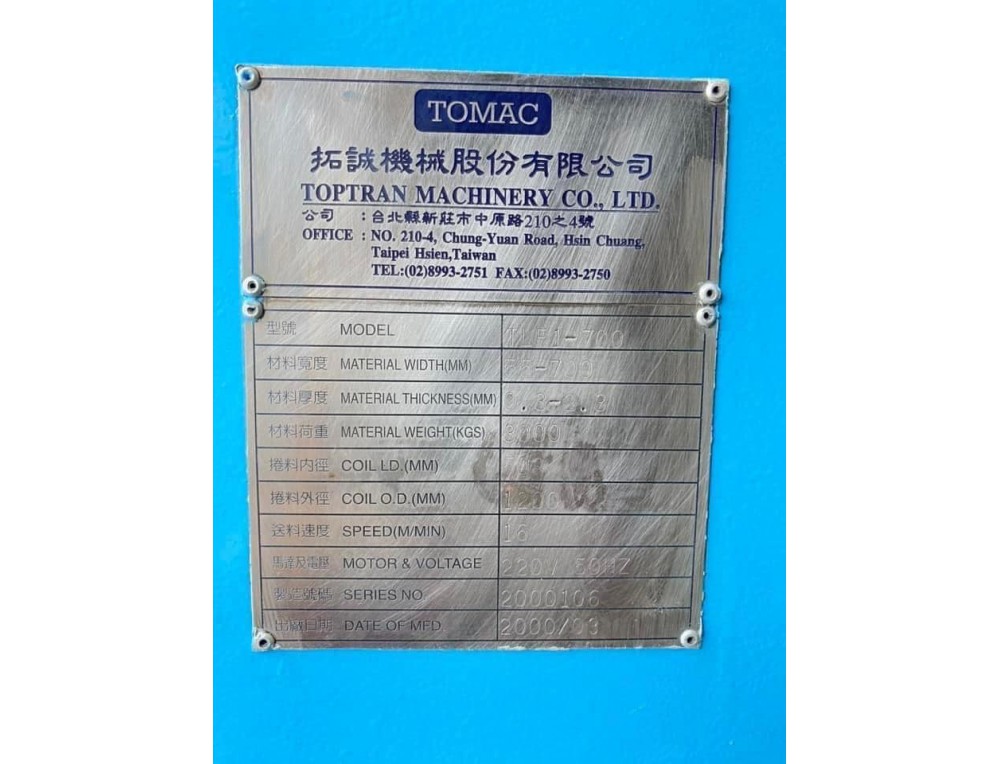 TOMAC
拓誠機械股份有限公司
TOPTRAN MACHINERY CO., LTD.
公司 : 台北縣新莊市中原路210之4號
OFFICE : NO. 210-4, Chung-Yuan Road, Hsin Chuang,
Taipei Hsien,Taiwan
TEL:(02)8993-2751 FAX:(02)8993-2750
型號 MODEL
材料寬度 MATERIAL WIDTH(MM)
材料厚度 MATERIAL THICKNESS(MM)
材料荷重 MATERIAL WEIGHT(KGS)
捲料內徑 COIL I.D.(MM)
捲料外徑 COIL O.D.(MM) 1200
送料速度 SPEED(M/MIN) 16
馬達及電壓 MOTOR & VOLTAGE 220V
製造號碼 SERIES NO. 2000106
出廠日期 DATE OF MFD. 2000/03